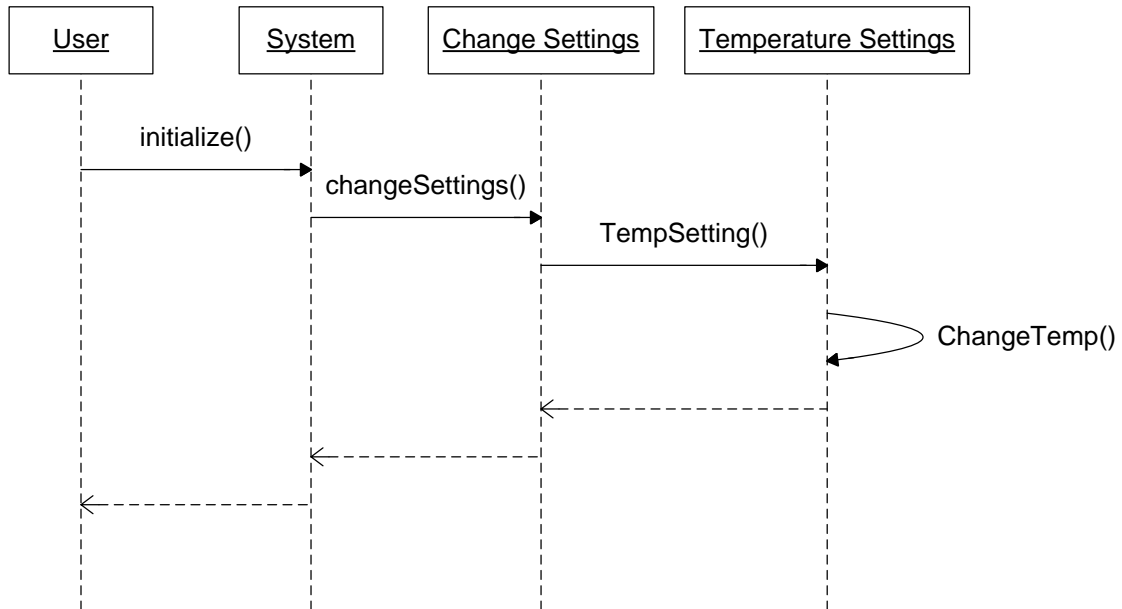 User
System
Change Settings
Temperature Settings
initialize()
changeSettings()
TempSetting()
ChangeTemp()